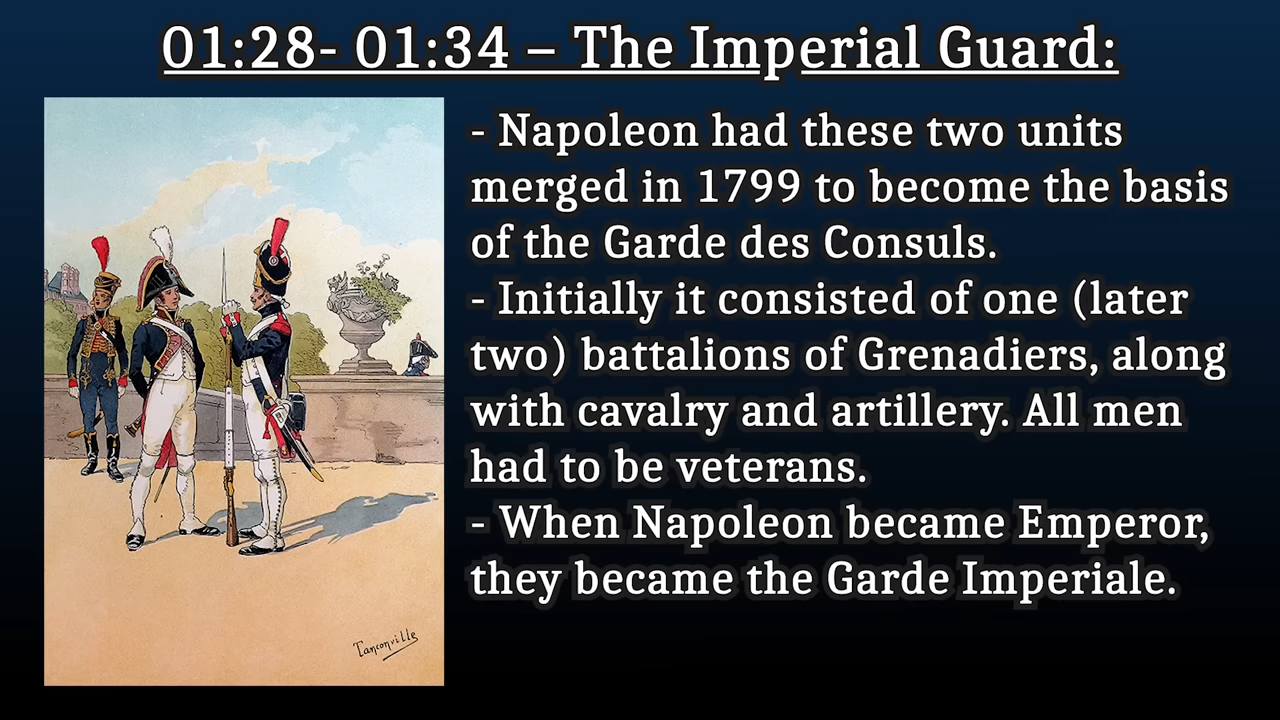 01:28- 01:34 – The Imperial Guard:
- Napoleon had these two units
merged in 1799 to become the basis
of the Garde des Consuls.
- Initially it consisted of one (later
two) battalions of Grenadiers, along
with cavalry and artillery. All men
had to be veterans.
- When Napoleon became Emperor,
they became the Garde Imperiale.
Tanconville